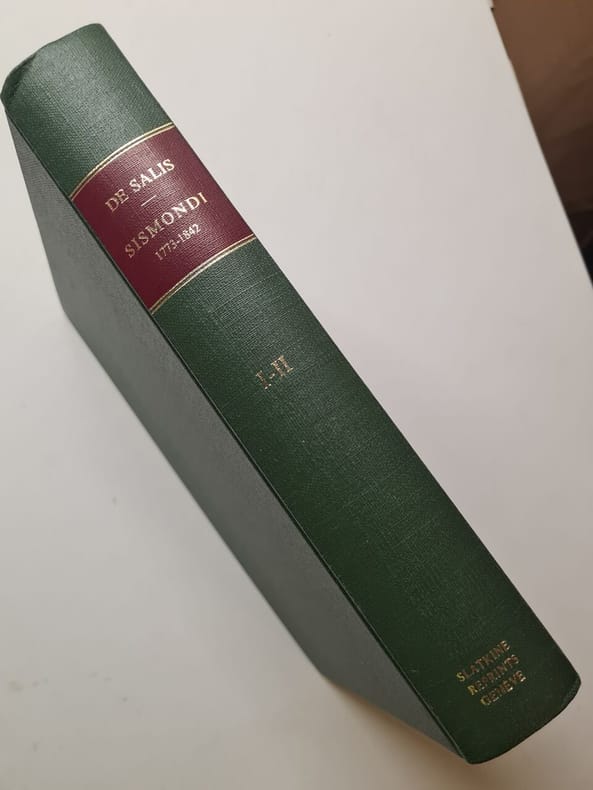 DE SALIS
—
SISMONDI
1773-1842
I-II
SLATKINE
REPRINTS
GENÈVE